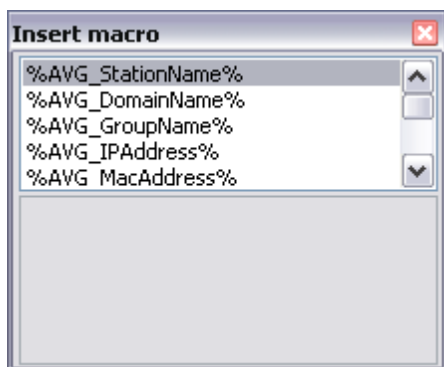 Insert macro
%AVG_StationName%
%AVG_DomainName%
%AVG_GroupName%
%AVG_IPAddress%
%AVG_MacAddress%